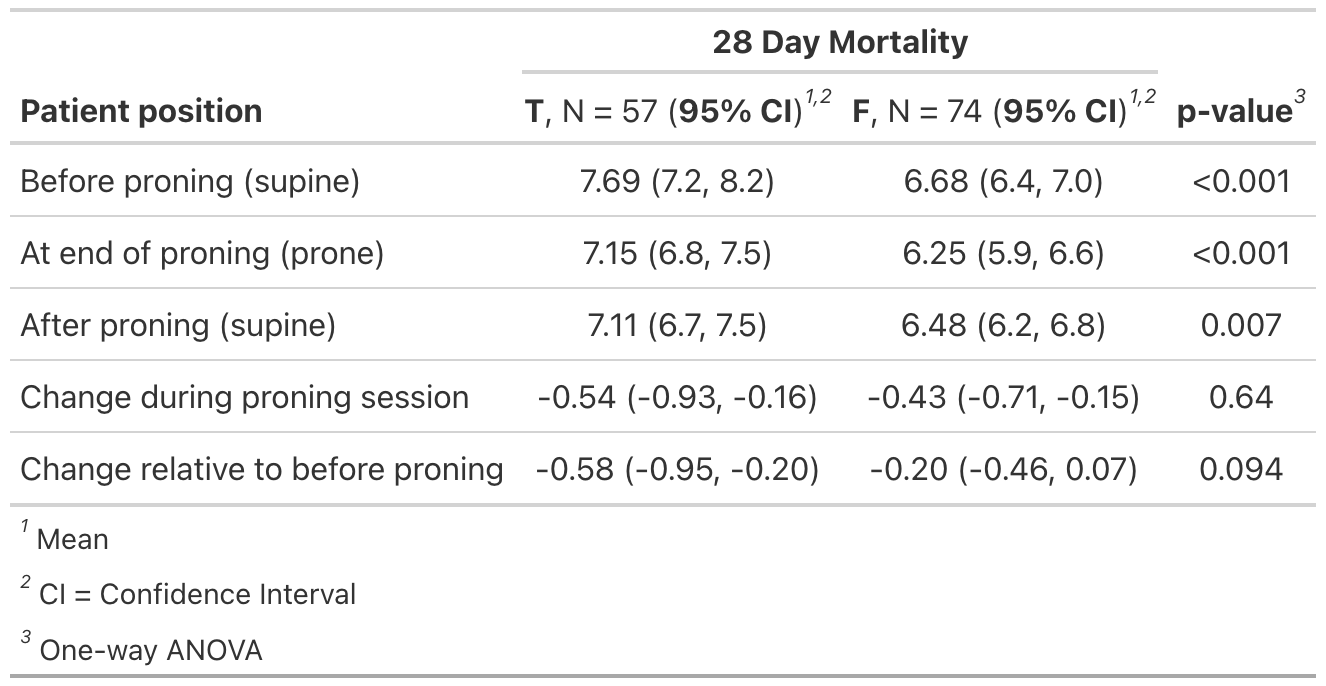 28 Day Mortality
Patient position T, N = 57 (95% CI)1,2 F, N = 74 (95% CI)1,2 p-value3
Before proning (supine) 7.69 (7.2, 8.2) 6.68 (6.4, 7.0) <0.001
At end of proning (prone) 7.15 (6.8, 7.5) 6.25 (5.9, 6.6) <0.001
After proning (supine) 7.11 (6.7, 7.5) 6.48 (6.2, 6.8) 0.007
Change during proning session -0.54 (-0.93, -0.16) -0.43 (-0.71, -0.15) 0.64
Change relative to before proning -0.58 (-0.95, -0.20) -0.20 (-0.46, 0.07) 0.094
1 Mean
2 CI = Confidence Interval
3 One-way ANOVA